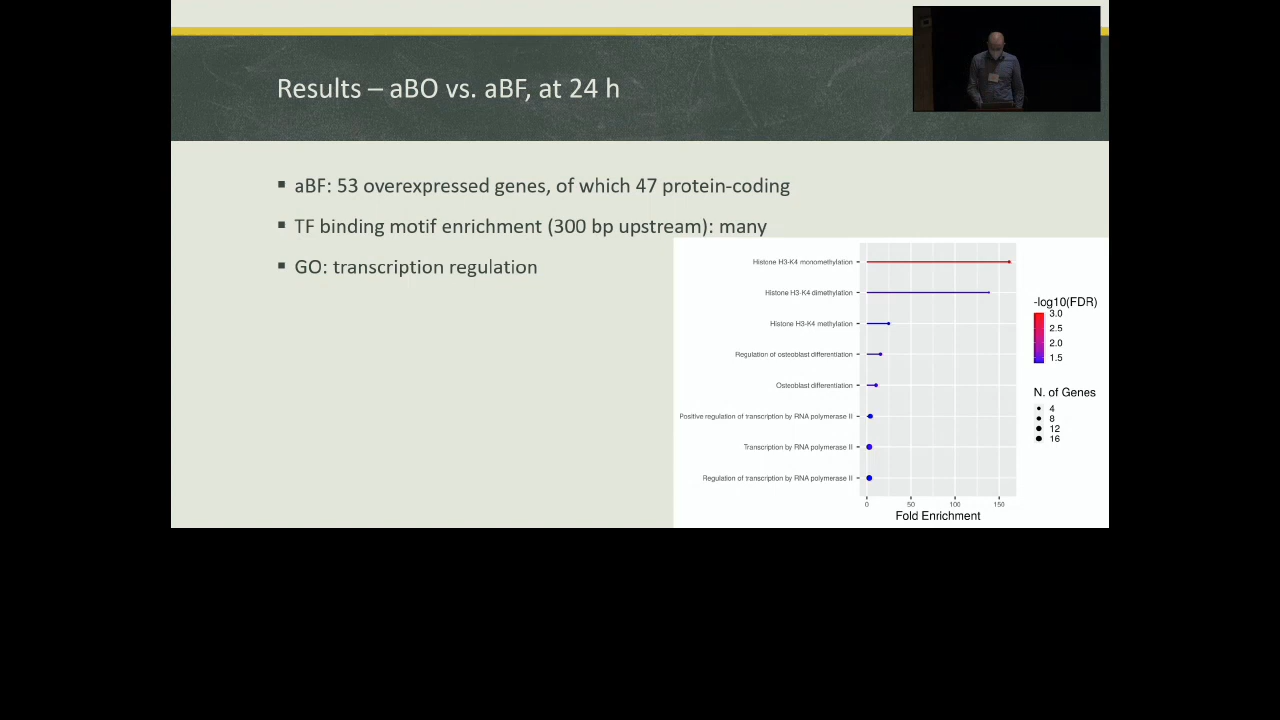 Results – aBO vs. aBF, at 24 h
▪ aBF: 53 overexpressed genes, of which 47 protein-coding
▪ TF binding motif enrichment (300 bp upstream): many
▪ GO: transcription regulation
Histone H3-K4 monomethylation
Histone H3-K4 dimethylation
Histone H3-K4 methylation
Regulation of osteoblast differentiation
Osteoblast differentiation
Positive regulation of transcription by RNA polymerase II
Transcription by RNA polymerase II
Regulation of transcription by RNA polymerase II
0 50 100 150
Fold Enrichment
-log10(FDR)
3.0
2.5
2.0
1.5
N. of Genes
4
8
12
16